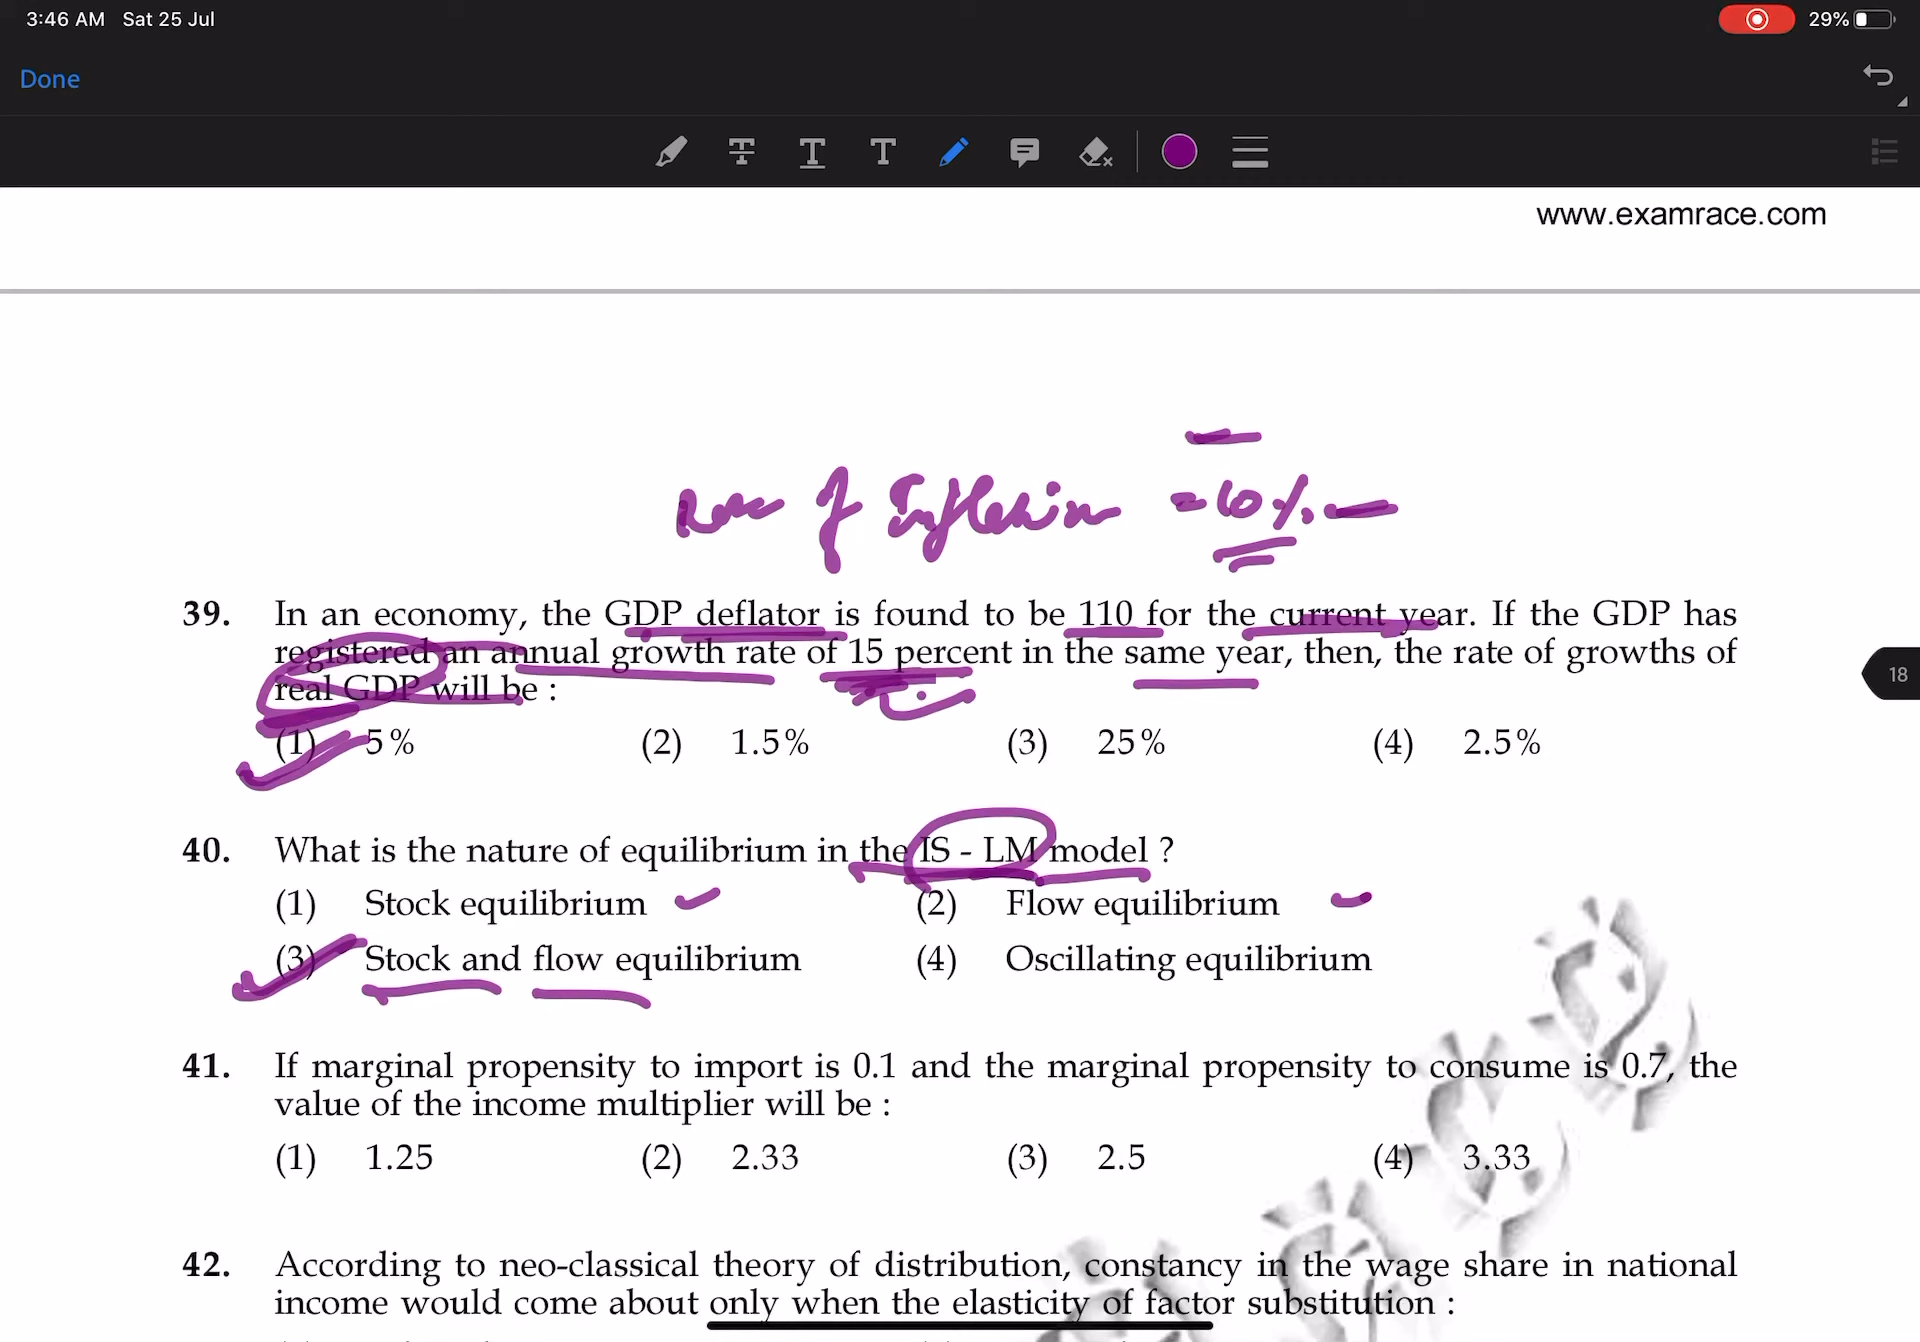 3:46 AM Sat 25 Jul
29%
Done
www.examrace.com
Rate of Inflation = 10%
39. In an economy, the GDP deflator is found to be 110 for the current year. If the GDP has
registered an annual growth rate of 15 percent in the same year, then, the rate of growths of
real GDP will be :
(1) 5% (2) 1.5% (3) 25% (4) 2.5%
18
40. What is the nature of equilibrium in the IS - LM model ?
(1) Stock equilibrium (2) Flow equilibrium
(3) Stock and flow equilibrium (4) Oscillating equilibrium
41. If marginal propensity to import is 0.1 and the marginal propensity to consume is 0.7, the
value of the income multiplier will be :
(1) 1.25 (2) 2.33 (3) 2.5 (4) 3.33
42. According to neo-classical theory of distribution, constancy in the wage share in national
income would come about only when the elasticity of factor substitution :